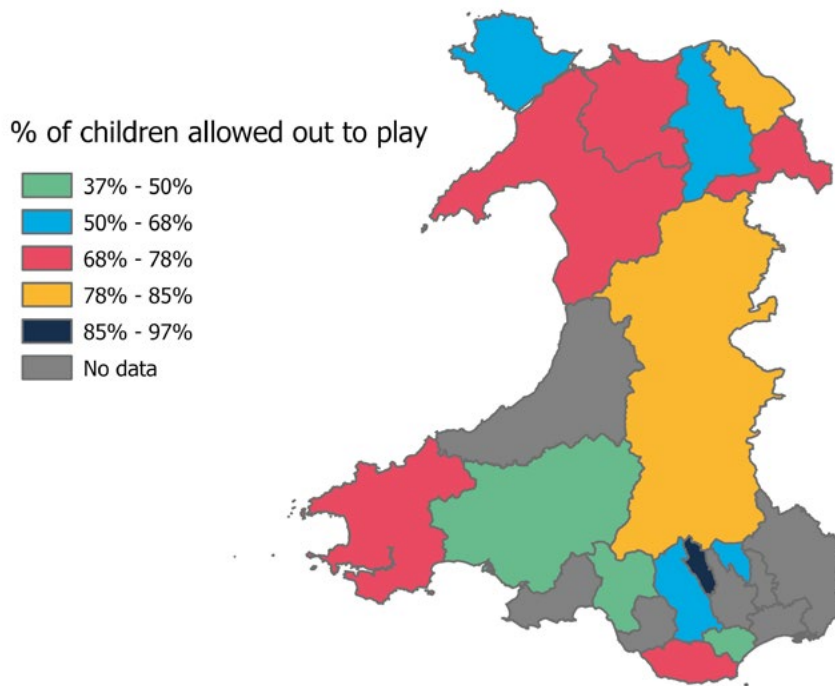 % of children allowed out to play
37% - 50%
50% - 68%
68% - 78%
78% - 85%
85% - 97%
No data